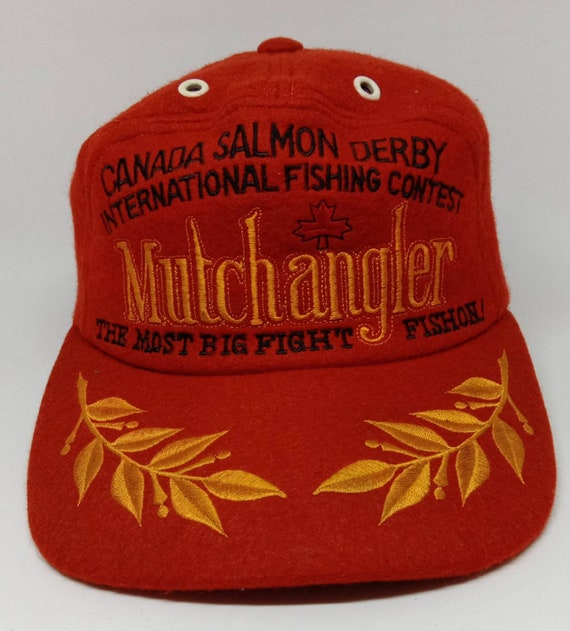 CANADA SALMON DERBY
INTERNATIONAL FISHING CONTEST
Mutchangler
THE MOST BIG FIGHT FISHON!